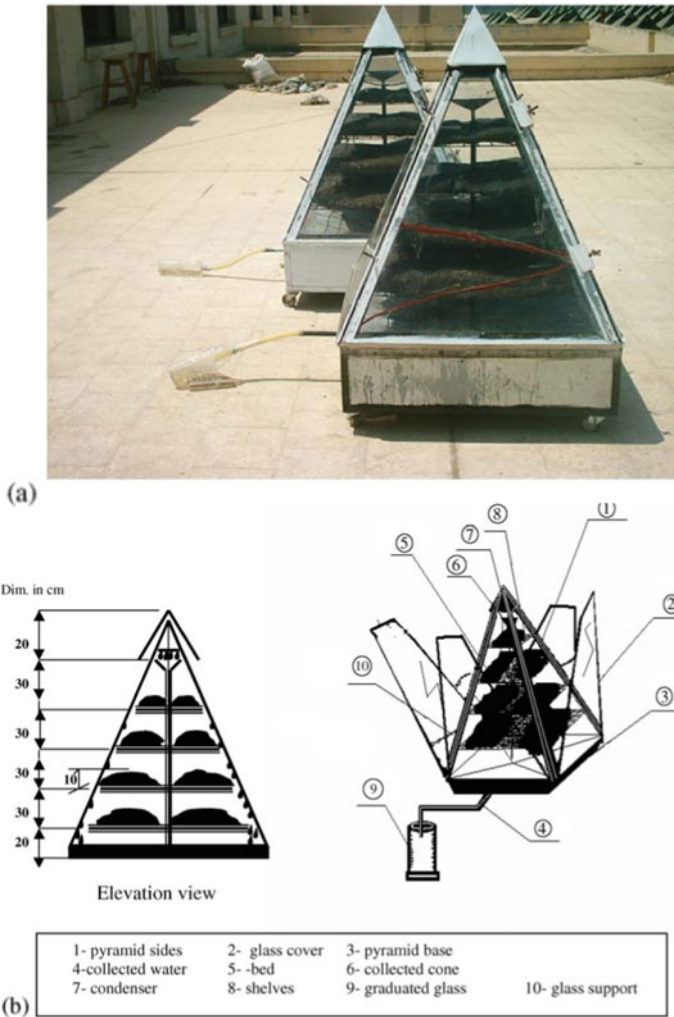 (a)
Dim. in cm
20
30
30
30
10
30
20
Elevation view
⑧
①
⑦
⑤
⑥
②
⑩
③
⑨
④
1- pyramid sides 2- glass cover 3- pyramid base
4-collected water 5- -bed 6- collected cone
7- condenser 8- shelves 9- graduated glass 10- glass support
(b)